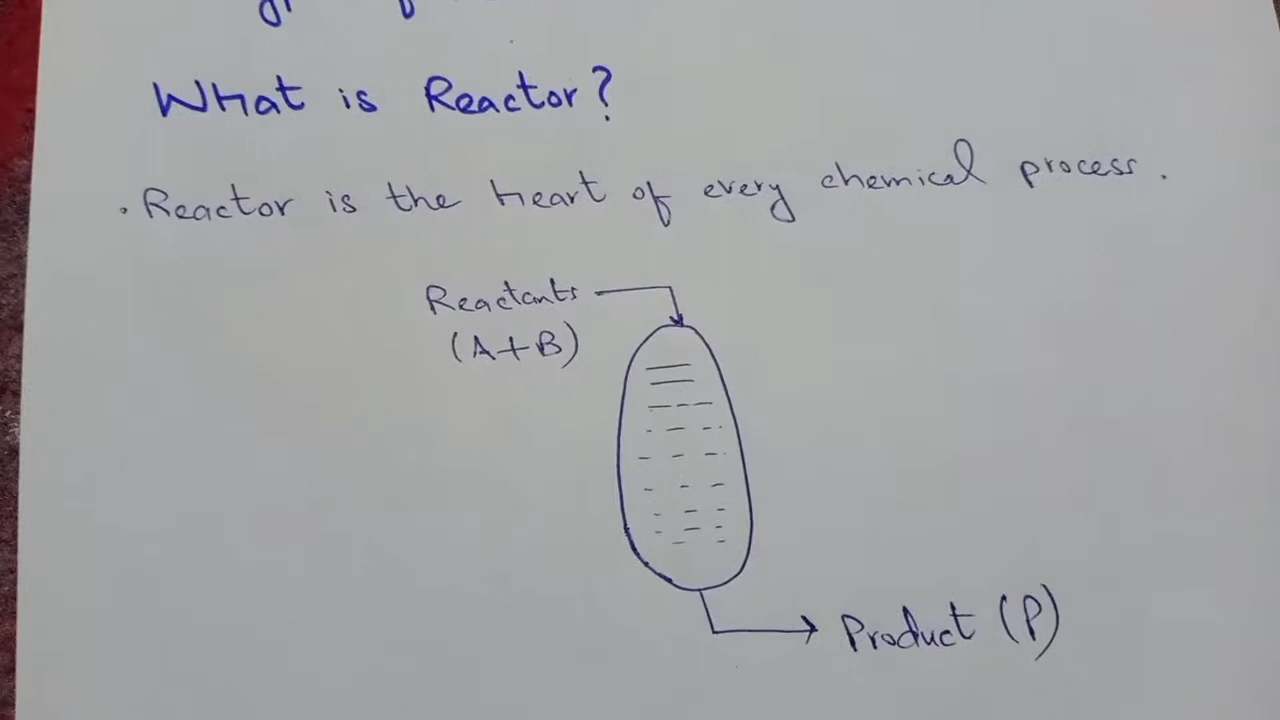 What is Reactor?
. Reactor is the heart of every chemical process.
Reactants
(A+B)
Product (P)